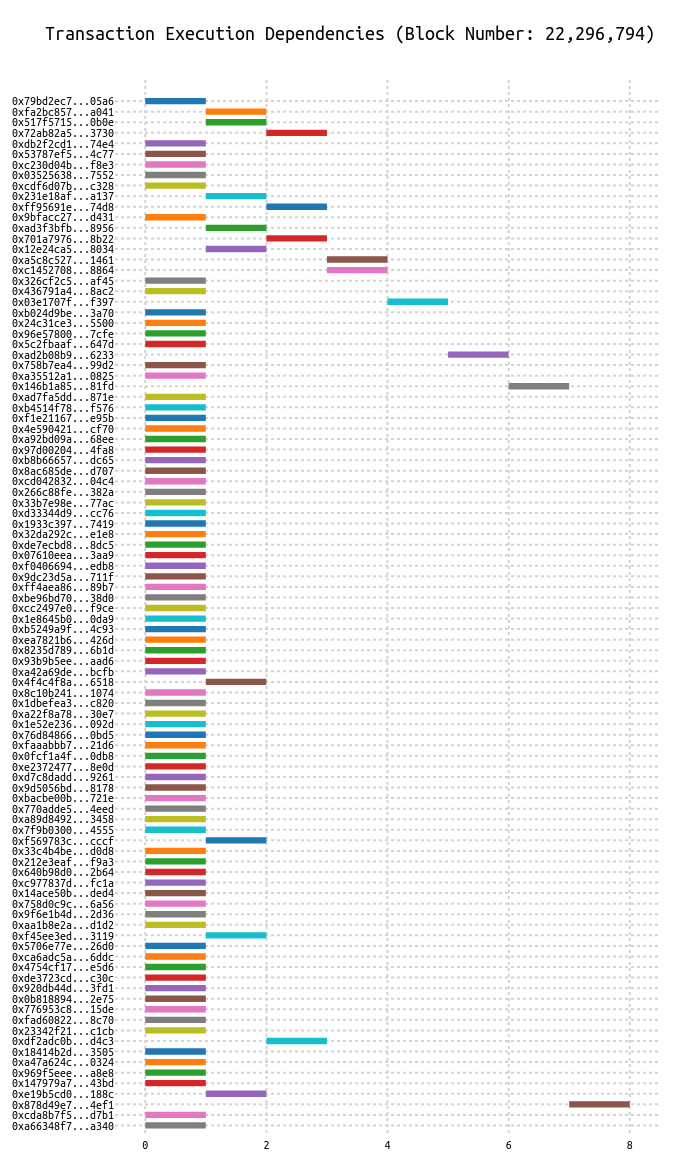 Transaction Execution Dependencies (Block Number: 22,296,794)
0x79bd2ec7...05a6
0xfa2bc857...a041
0x517f5715...0b0e
0x72ab82a5...3730
0xdb2f2cd1...74e4
0x53787ef5...4c77
0xc230d04b...f8e3
0x03525638...7552
0xcdf6d07b...c328
0x231e18af...a137
0xff95691e...74d8
0x9bfacc27...d431
0xad3f3bfb...8956
0x701a7976...8b22
0x12e24ca5...8034
0xa5c8c527...1461
0xc1452708...8864
0x326cf2c5...af45
0x436791a4...8ac2
0x03e1707f...f397
0xb024d9be...3a70
0x24c31ce3...5500
0x96e57800...7cfe
0x5c2fbaaf...647d
0xad2b08b9...6233
0x758b7ea4...99d2
0xa35512a1...0825
0x146b1a85...81fd
0xad7fa5dd...871e
0xb4514f78...f576
0xf1e21167...e95b
0x4e590421...cf70
0xa92bd09a...68ee
0x97d00204...4fa8
0xb8b66657...dc65
0x8ac685de...d707
0xcd042832...04c4
0x266c88fe...382a
0x33b7e98e...77ac
0xd33344d9...cc76
0x1933c397...7419
0x32da292c...e1e8
0xde7ecbd8...8dc5
0x07610eea...3aa9
0xf0406694...edb8
0x9dc23d5a...711f
0xff4aea86...89b7
0xbe96bd70...38d0
0xcc2497e0...f9ce
0x1e8645b0...0da9
0xb5249a9f...4c93
0xea7821b6...426d
0x8235d789...6b1d
0x93b9b5ee...aad6
0xa42a69de...bcfb
0x4f4c4f8a...6518
0x8c10b241...1074
0x1dbefea3...c820
0xa22f8a78...30e7
0x1e52e236...092d
0x76d84866...0bd5
0xfaaabbb7...21d6
0x0fcf1a4f...0db8
0xe2372477...8e0d
0xd7c8dadd...9261
0x9d5056bd...8178
0xbacbe00b...721e
0x770adde5...4eed
0xa89d8492...3458
0x7f9b0300...4555
0xf569783c...cccf
0x33c4b4be...d0d8
0x212e3eaf...f9a3
0x640b98d0...2b64
0xc977837d...fc1a
0x14ace50b...ded4
0x758d0c9c...6a56
0x9f6e1b4d...2d36
0xaa1b8e2a...d1d2
0xf45ee3ed...3119
0x5706e77e...26d0
0xca6adc5a...6ddc
0x4754cf17...e5d6
0xde3723cd...c30c
0x920db44d...3fd1
0x0b818894...2e75
0x776953c8...15de
0xfad60822...8c70
0x23342f21...c1cb
0xdf2adc0b...d4c3
0x18414b2d...3505
0xa47a624c...0324
0x969f5eee...a8e8
0x147979a7...43bd
0xe19b5cd0...188c
0x878d49e7...4ef1
0xcda8b7f5...d7b1
0xa66348f7...a340
0 2 4 6 8